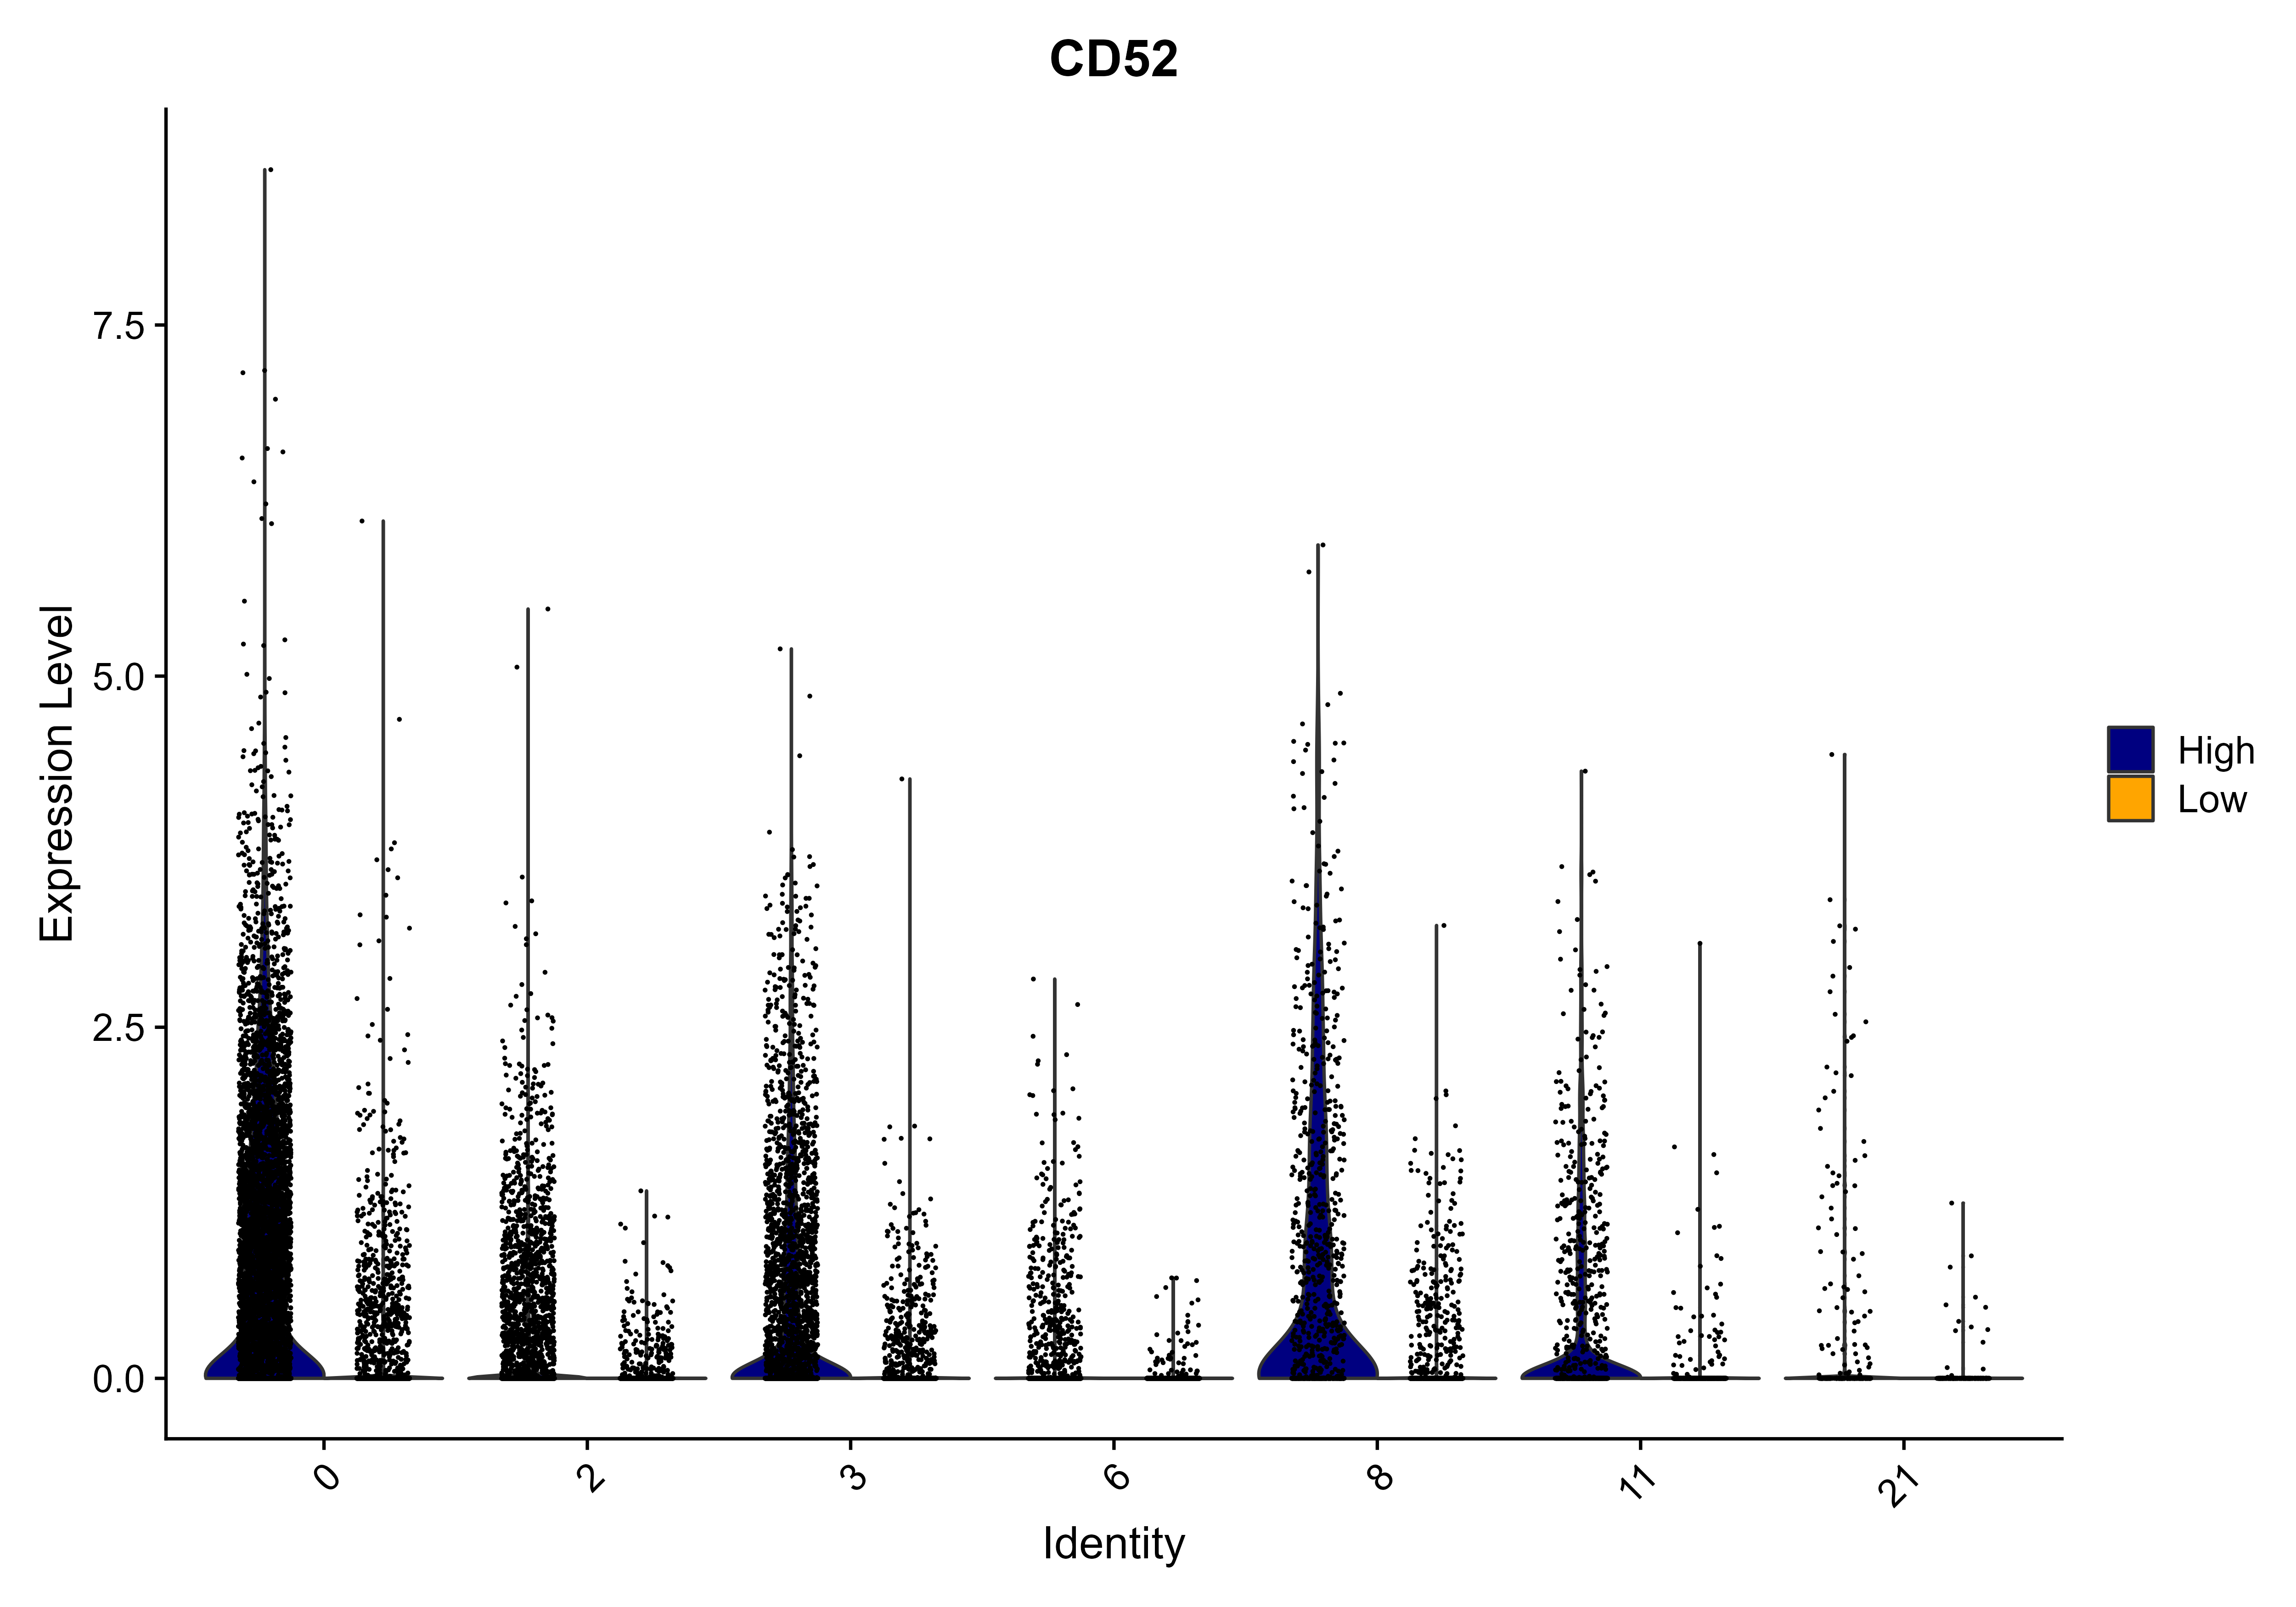 CD52
Expression Level
7.5
5.0
2.5
0.0
0 2 3 6 8 11 21
Identity
High
Low